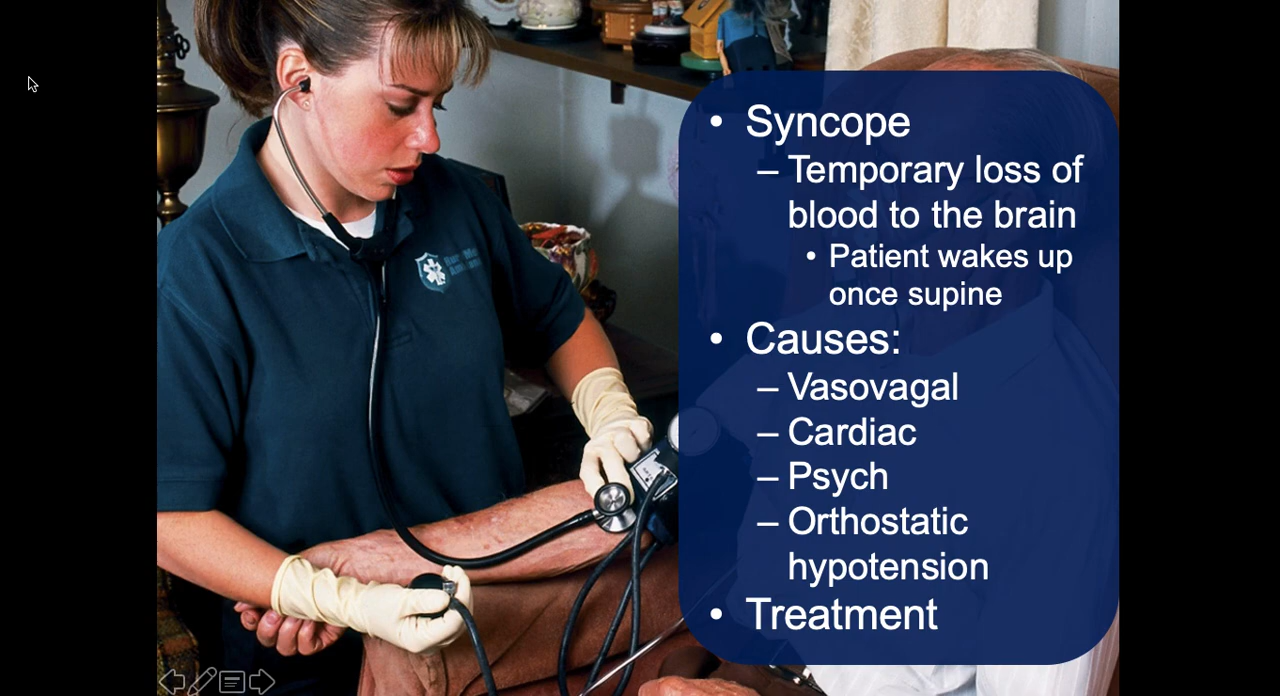 • Syncope
– Temporary loss of
blood to the brain
• Patient wakes up
once supine
• Causes:
– Vasovagal
– Cardiac
– Psych
– Orthostatic
hypotension
• Treatment